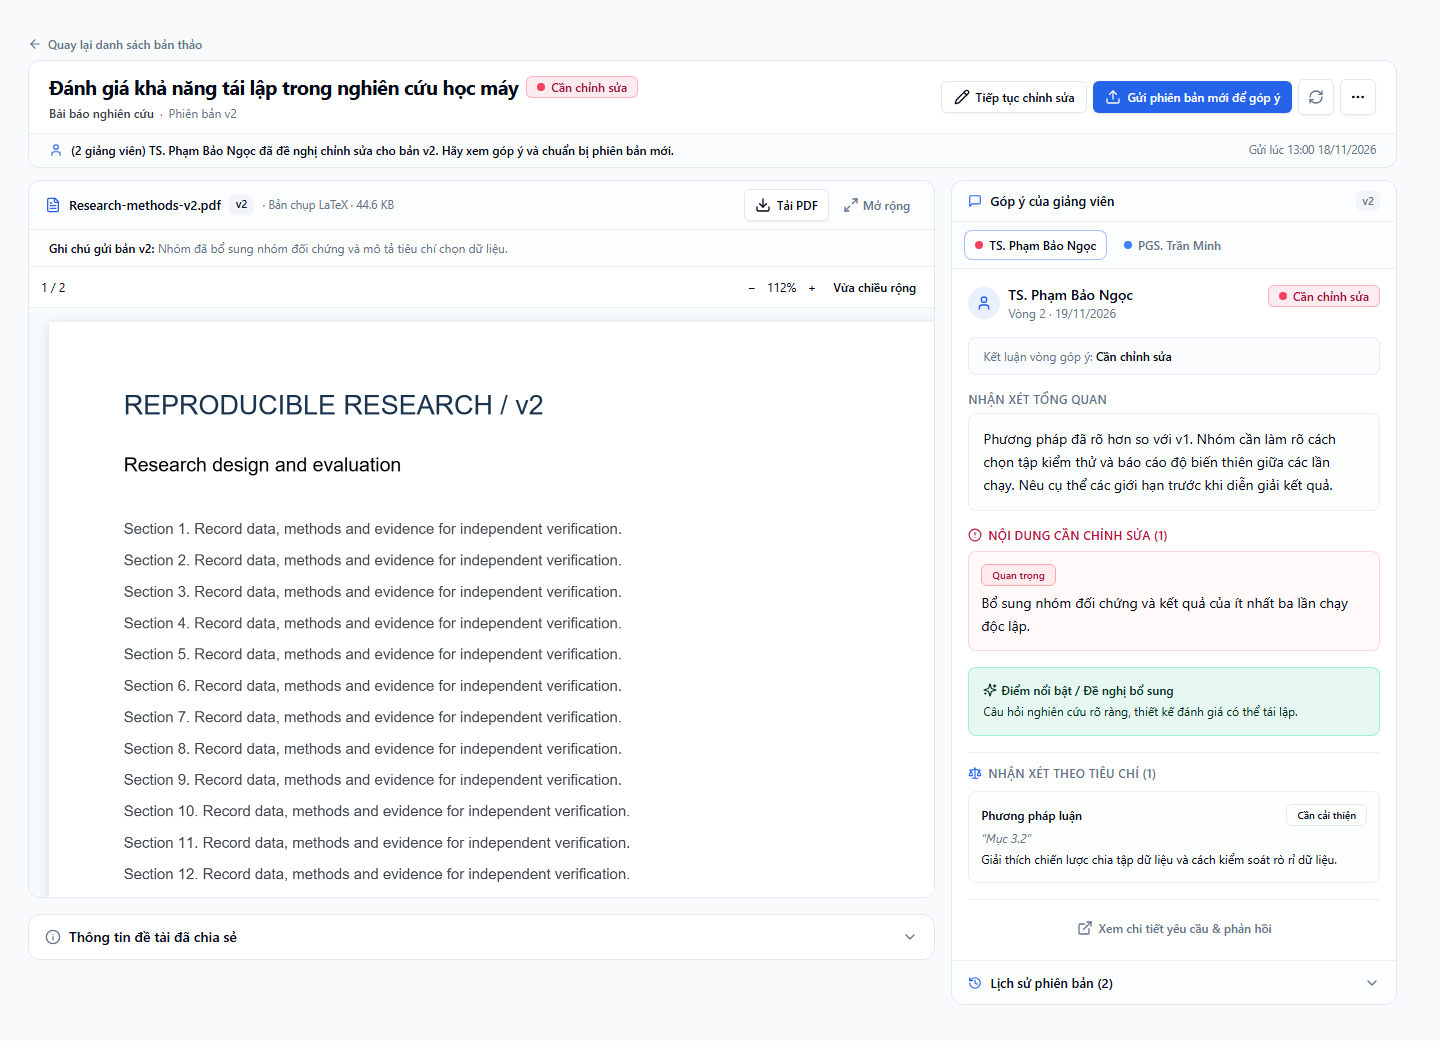 Quay lại danh sách bản thảo
Đánh giá khả năng tái lập trong nghiên cứu học máy
Cần chỉnh sửa
Bài báo nghiên cứu · Phiên bản v2
Tiếp tục chỉnh sửa
Gửi phiên bản mới để góp ý
(2 giảng viên) TS. Phạm Bảo Ngọc đã đề nghị chỉnh sửa cho bản v2. Hãy xem góp ý và chuẩn bị phiên bản mới.
Gửi lúc 13:00 18/11/2026
Research-methods-v2.pdf
v2
· Bản chụp LaTeX · 44.6 KB
Tải PDF
Mở rộng
Ghi chú gửi bản v2: Nhóm đã bổ sung nhóm đối chứng và mô tả tiêu chí chọn dữ liệu.
1 / 2
− 112% +
Vừa chiều rộng
REPRODUCIBLE RESEARCH / v2
Research design and evaluation
Section 1. Record data, methods and evidence for independent verification.
Section 2. Record data, methods and evidence for independent verification.
Section 3. Record data, methods and evidence for independent verification.
Section 4. Record data, methods and evidence for independent verification.
Section 5. Record data, methods and evidence for independent verification.
Section 6. Record data, methods and evidence for independent verification.
Section 7. Record data, methods and evidence for independent verification.
Section 8. Record data, methods and evidence for independent verification.
Section 9. Record data, methods and evidence for independent verification.
Section 10. Record data, methods and evidence for independent verification.
Section 11. Record data, methods and evidence for independent verification.
Section 12. Record data, methods and evidence for independent verification.
Thông tin đề tài đã chia sẻ
Góp ý của giảng viên
v2
TS. Phạm Bảo Ngọc
PGS. Trần Minh
TS. Phạm Bảo Ngọc
Vòng 2 · 19/11/2026
Cần chỉnh sửa
Kết luận vòng góp ý: Cần chỉnh sửa
NHẬN XÉT TỔNG QUAN
Phương pháp đã rõ hơn so với v1. Nhóm cần làm rõ cách
chọn tập kiểm thử và báo cáo độ biến thiên giữa các lần
chạy. Nêu cụ thể các giới hạn trước khi diễn giải kết quả.
NỘI DUNG CẦN CHỈNH SỬA (1)
Quan trọng
Bổ sung nhóm đối chứng và kết quả của ít nhất ba lần chạy
độc lập.
Điểm nổi bật / Đề nghị bổ sung
Câu hỏi nghiên cứu rõ ràng, thiết kế đánh giá có thể tái lập.
NHẬN XÉT THEO TIÊU CHÍ (1)
Phương pháp luận
Cần cải thiện
“Mục 3.2”
Giải thích chiến lược chia tập dữ liệu và cách kiểm soát rò rỉ dữ liệu.
Xem chi tiết yêu cầu & phản hồi
Lịch sử phiên bản (2)